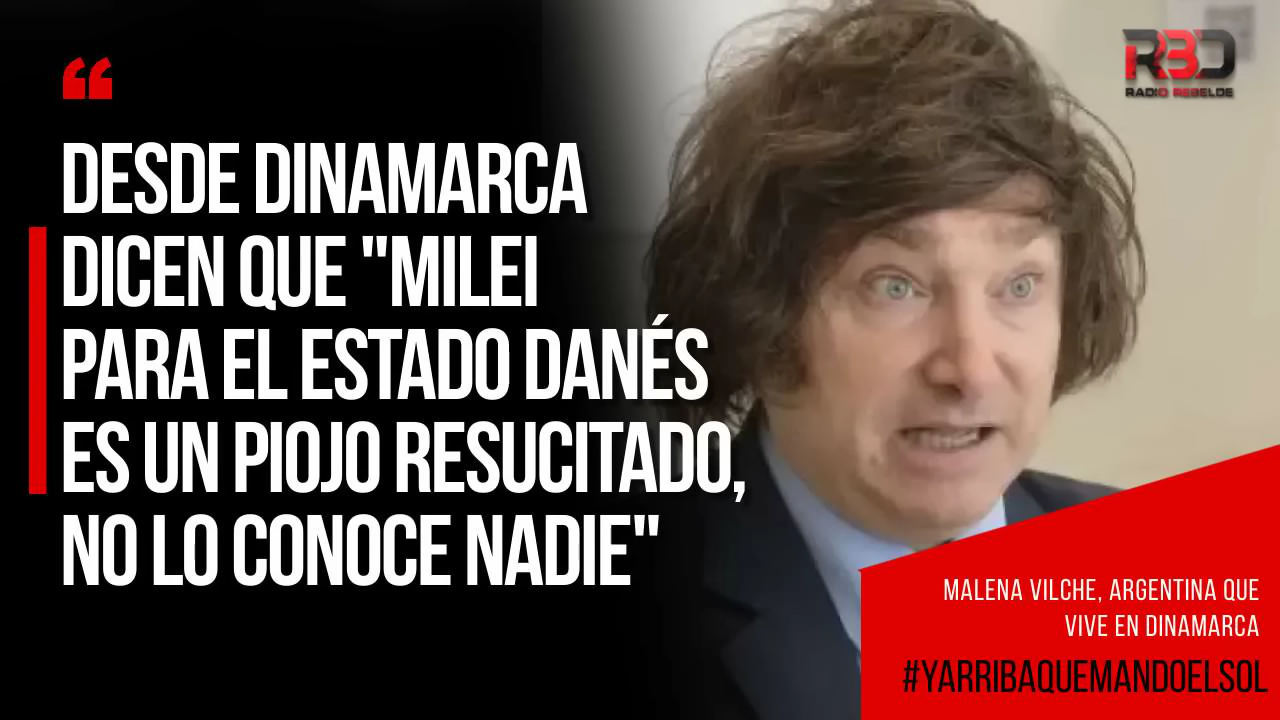 “
DESDE DINAMARCA
DICEN QUE "MILEI
PARA EL ESTADO DANÉS
ES UN PIOJO RESUCITADO,
NO LO CONOCE NADIE"
RBD
RADIO REBELDE
MALENA VILCHE, ARGENTINA QUE
VIVE EN DINAMARCA
#YARRIBAQUEMANDOELSOL